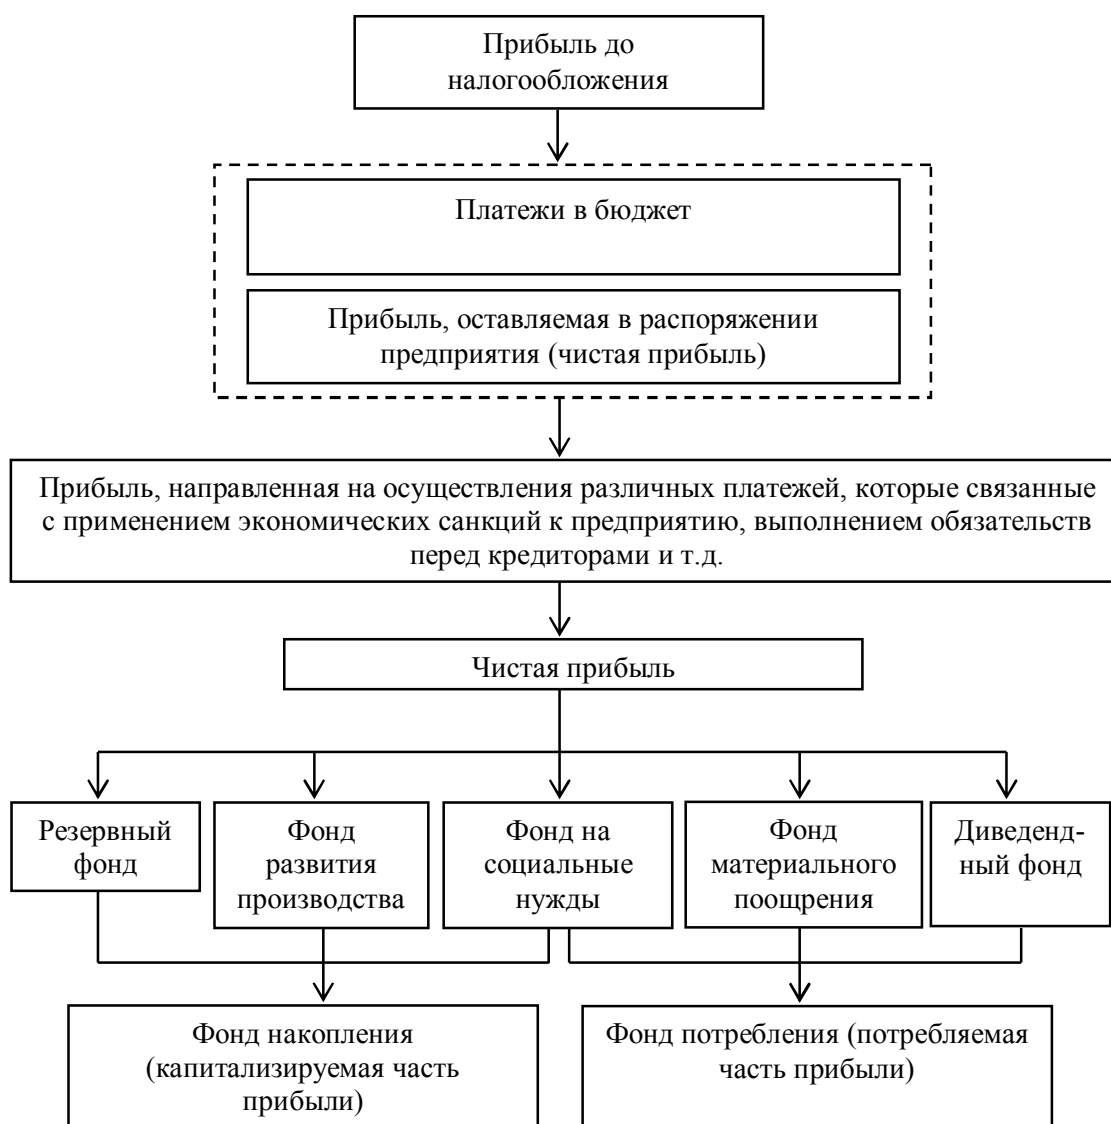 Прибыль до
налогообложения
Платежи в бюджет
Прибыль, оставляемая в распоряжении
предприятия (чистая прибыль)
Прибыль, направленная на осуществления различных платежей, которые связанные
с применением экономических санкций к предприятию, выполнением обязательств
перед кредиторами и т.д.
Чистая прибыль
Резервный
фонд
Фонд
развития
производства
Фонд на
социальные
нужды
Фонд
материального
поощрения
Диведенд-
ный фонд
Фонд накопления
(капитализируемая часть
прибыли)
Фонд потребления (потребляемая
часть прибыли)